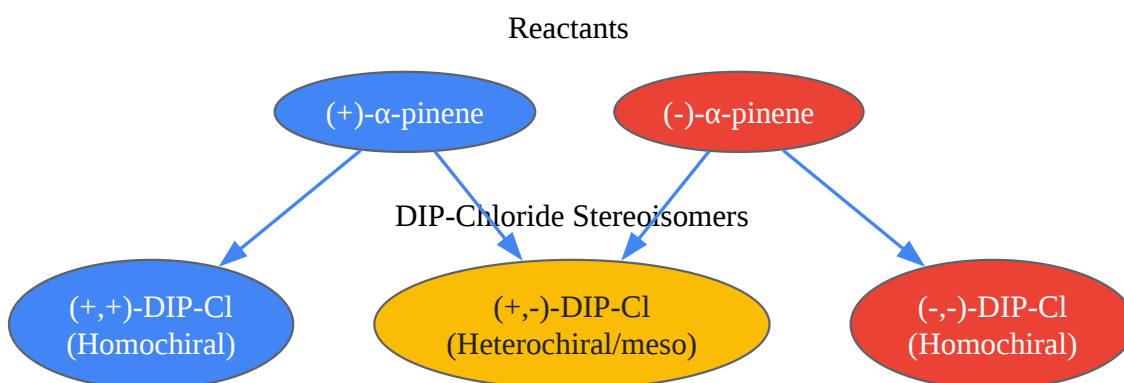 Reactants
(+)-α-pinene
(-)-α-pinene
DIP-Chloride Stereoisomers
(+,+)-DIP-Cl
(Homochiral)
(+,-)-DIP-Cl
(Heterochiral/meso)
(-,-)-DIP-Cl
(Homochiral)